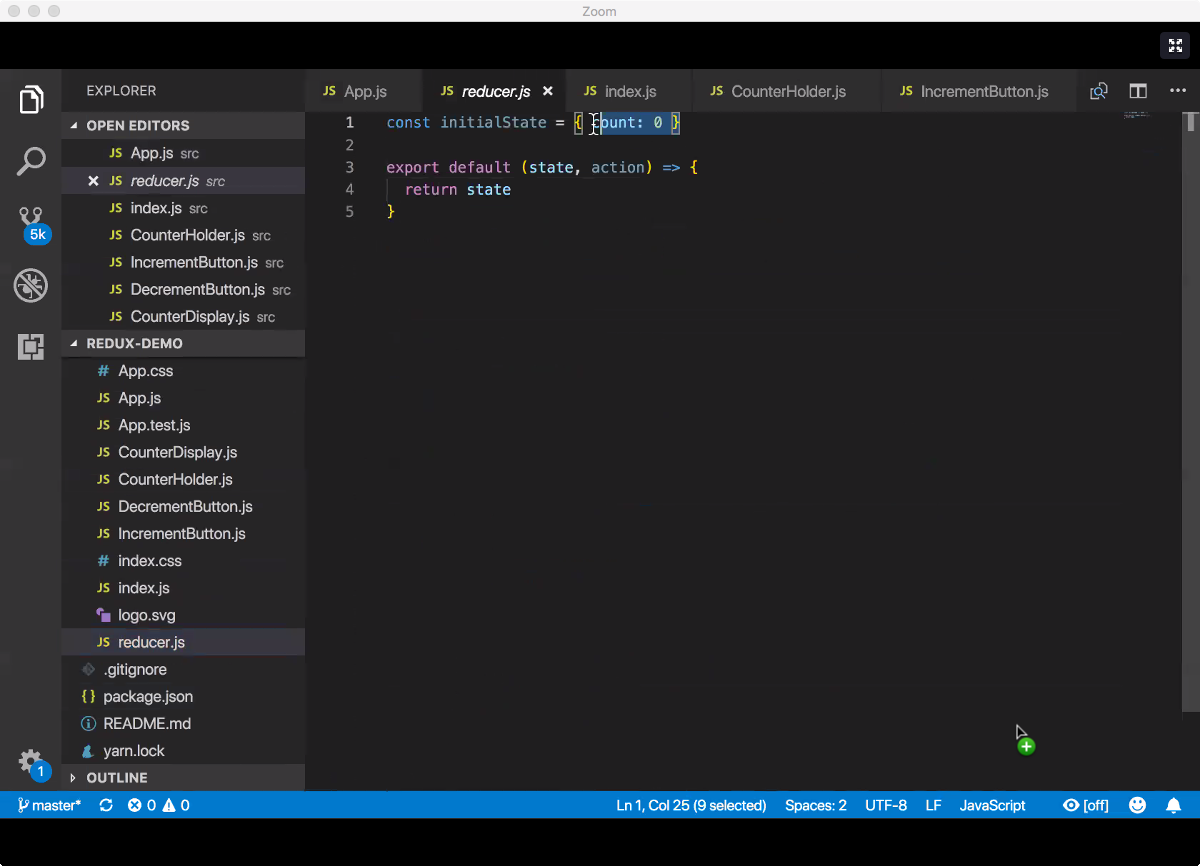 Zoom
EXPLORER
OPEN EDITORS
JS App.js src
JS reducer.js src
JS index.js src
JS CounterHolder.js src
JS IncrementButton.js src
JS DecrementButton.js src
JS CounterDisplay.js src
REDUX-DEMO
# App.css
JS App.js
JS App.test.js
JS CounterDisplay.js
JS CounterHolder.js
JS DecrementButton.js
JS IncrementButton.js
# index.css
JS index.js
logo.svg
JS reducer.js
.gitignore
{} package.json
README.md
yarn.lock
OUTLINE
5k
1
JS App.js JS reducer.js JS index.js JS CounterHolder.js JS IncrementButton.js
1 const initialState = { count: 0 }
2
3 export default (state, action) => {
4 return state
5 }
master* 0 0 Ln 1, Col 25 (9 selected) Spaces: 2 UTF-8 LF JavaScript [off]